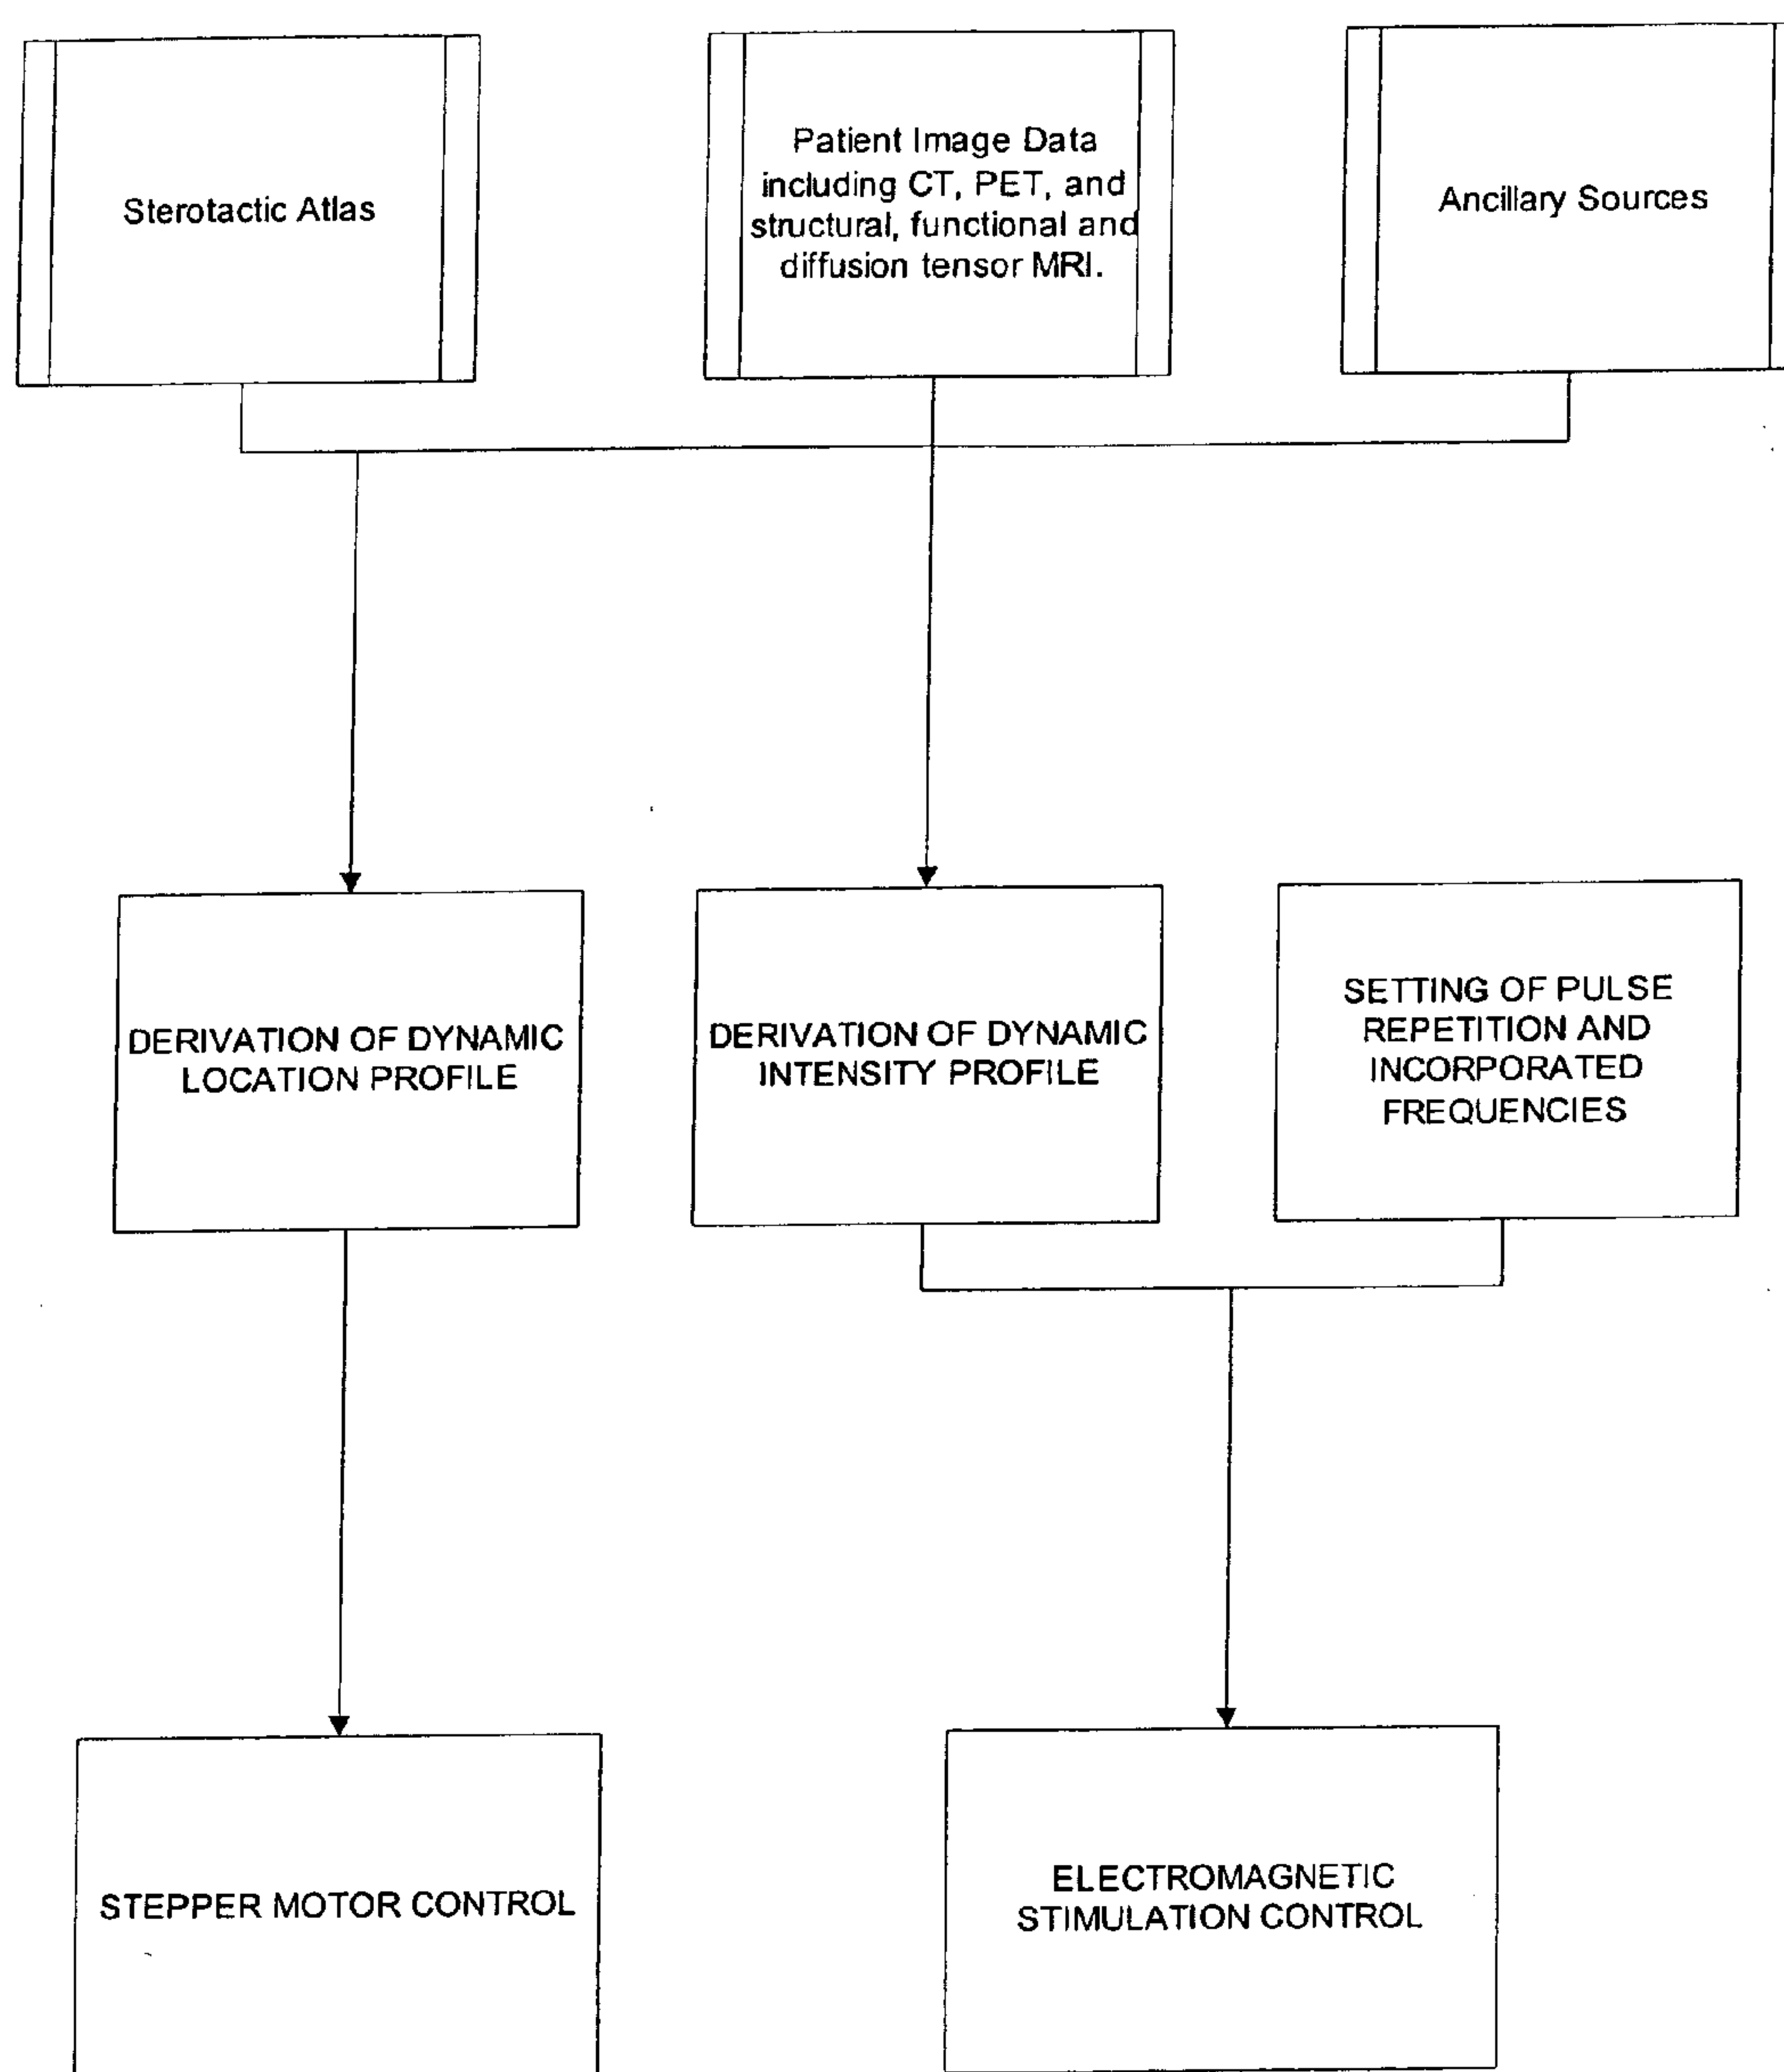 Sterotactic Atlas
Patient Image Data
including CT, PET, and
structural, functional and
diffusion tensor MRI.
Ancillary Sources
DERIVATION OF DYNAMIC
LOCATION PROFILE
DERIVATION OF DYNAMIC
INTENSITY PROFILE
SETTING OF PULSE
REPETITION AND
INCORPORATED
FREQUENCIES
STEPPER MOTOR CONTROL
ELECTROMAGNETIC
STIMULATION CONTROL